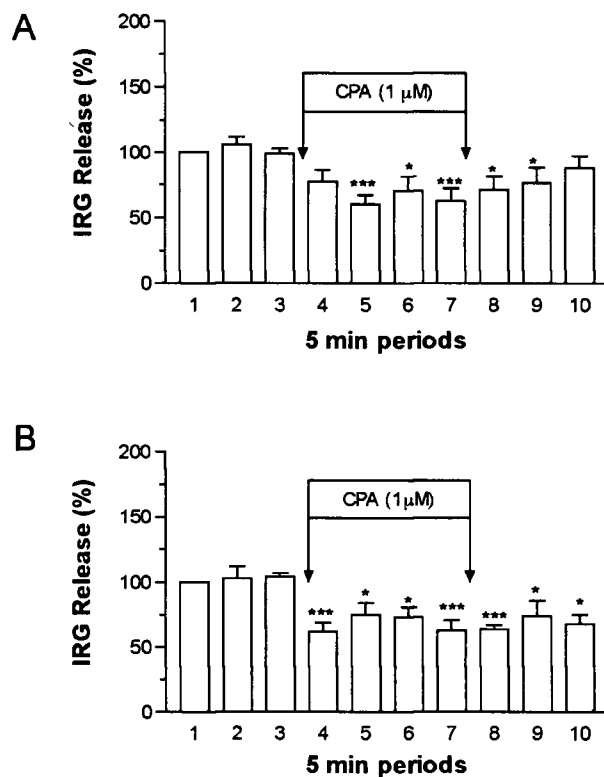 A
200
150
100
50
0
IRG Release (%)
CPA (1 μM)
*** * *** * *
1 2 3 4 5 6 7 8 9 10
5 min periods
B
200
150
100
50
0
IRG Release (%)
CPA (1μM)
*** * * *** *** * *
1 2 3 4 5 6 7 8 9 10
5 min periods